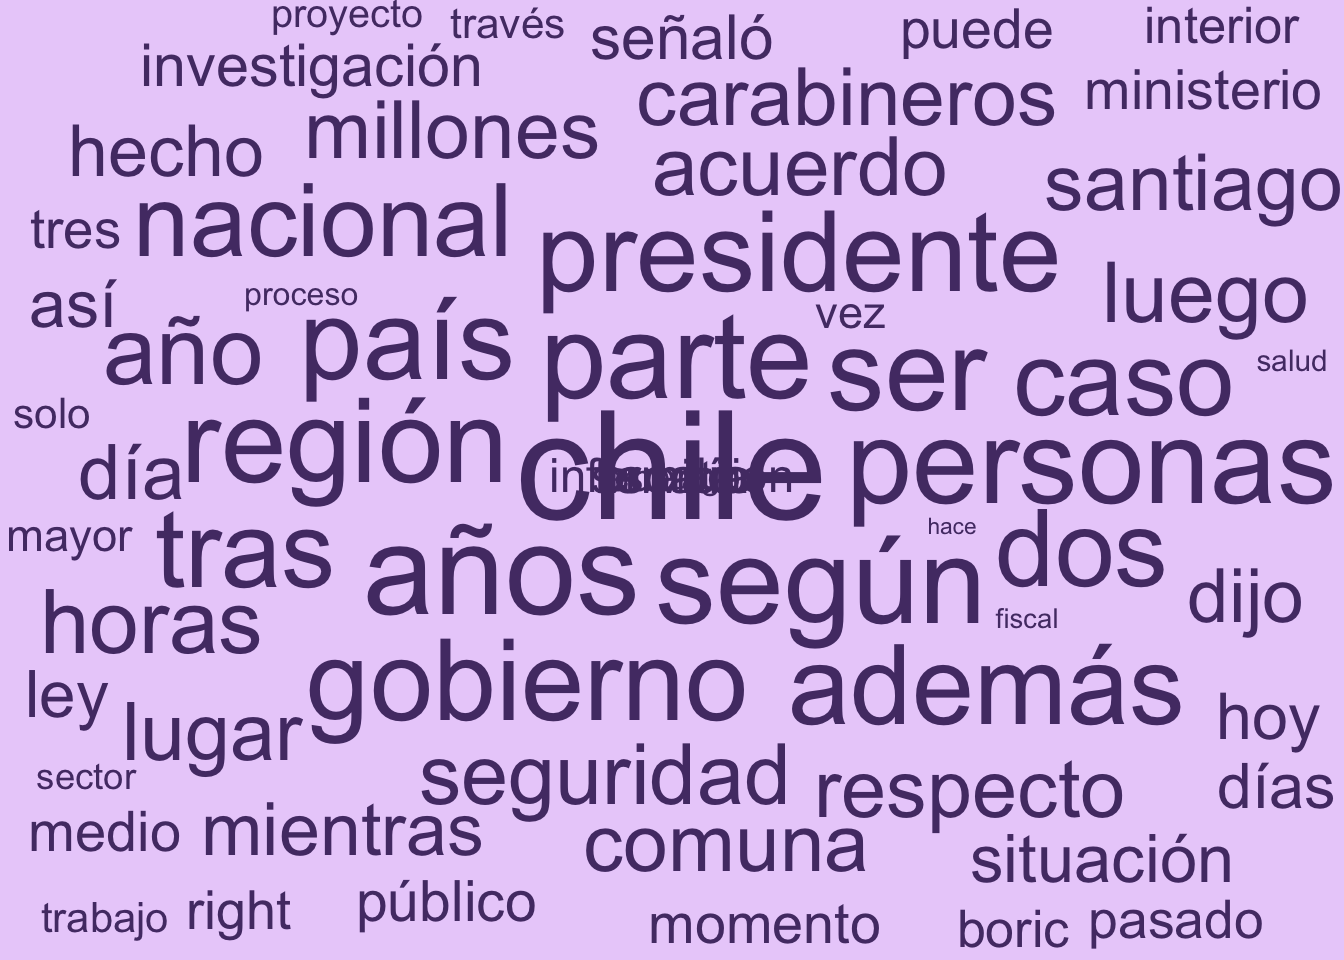 proyecto través señaló puede interior
investigación carabineros ministerio
hecho millones acuerdo santiago
tres nacional presidente
así proceso vez luego
año país parte ser caso salud
solo región chile personas
día
mayor tras años según hace dos dijo
horas fiscal
ley lugar gobierno además hoy
sector seguridad respecto días
medio mientras comuna situación
trabajo right público momento boric pasado